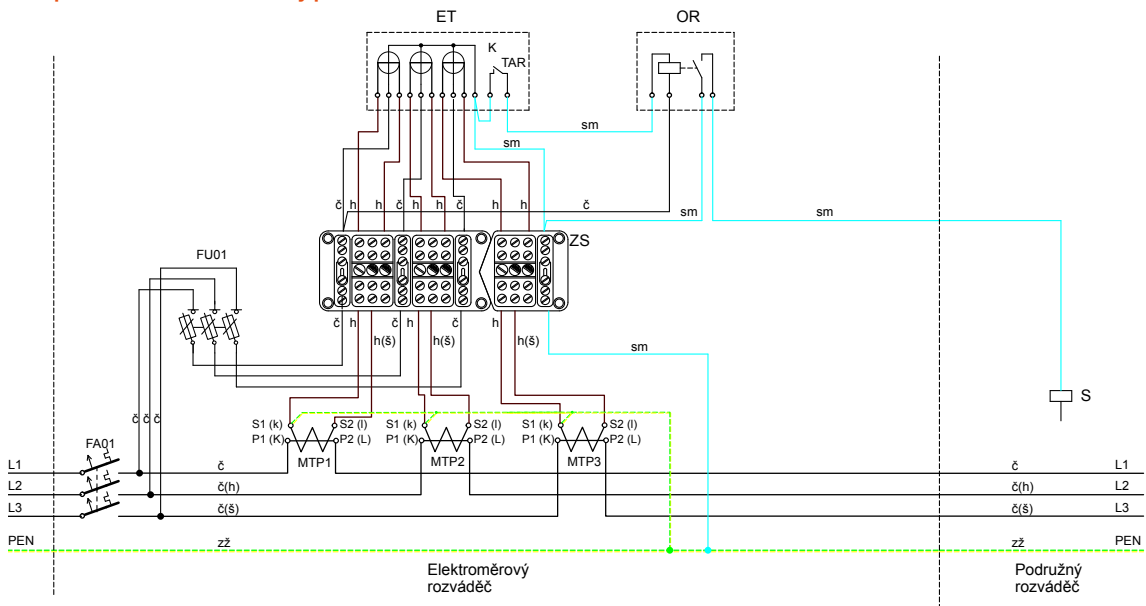 ET
OR
K
TAR
sm
sm
č h h č h h č h h č
sm
sm
ZS
FU01
č h č h č h
h(š) h(š) h(š)
sm
S
č č č
S1 (k) S2 (l) S1 (k) S2 (l) S1 (k) S2 (l)
P1 (K) P2 (L) P1 (K) P2 (L) P1 (K) P2 (L)
FA01
MTP1 MTP2 MTP3
L1 č č L1
L2 č(h) č(h) L2
L3 č(š) č(š) L3
PEN zž zž PEN
Elektroměrový
rozváděč
Podružný
rozváděč